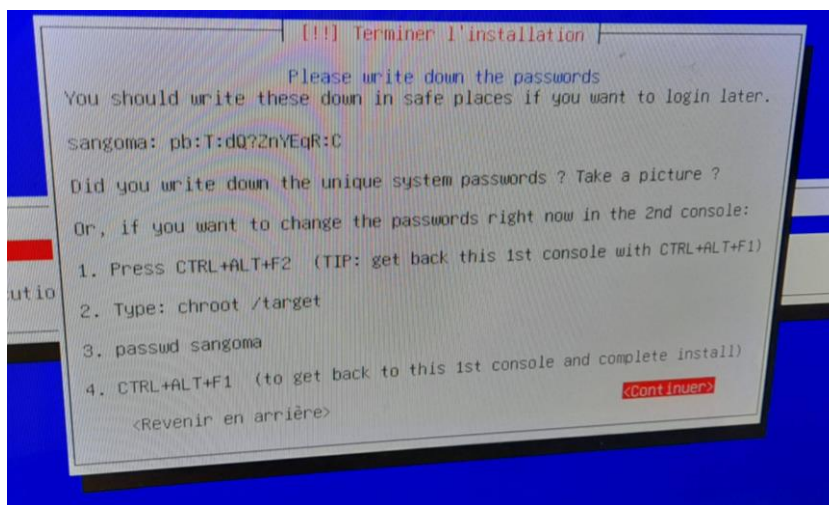 [!!] Terminer l'installation
Please write down the passwords
You should write these down in safe places if you want to login later.
sangoma: pb:T:dQ?ZnYEqR:C
Did you write down the unique system passwords ? Take a picture ?
Or, if you want to change the passwords right now in the 2nd console:
1. Press CTRL+ALT+F2 (TIP: get back this 1st console with CTRL+ALT+F1)
2. Type: chroot /target
3. passwd sangoma
4. CTRL+ALT+F1 (to get back to this 1st console and complete install)
<Revenir en arrière>
<Continuer>
utio